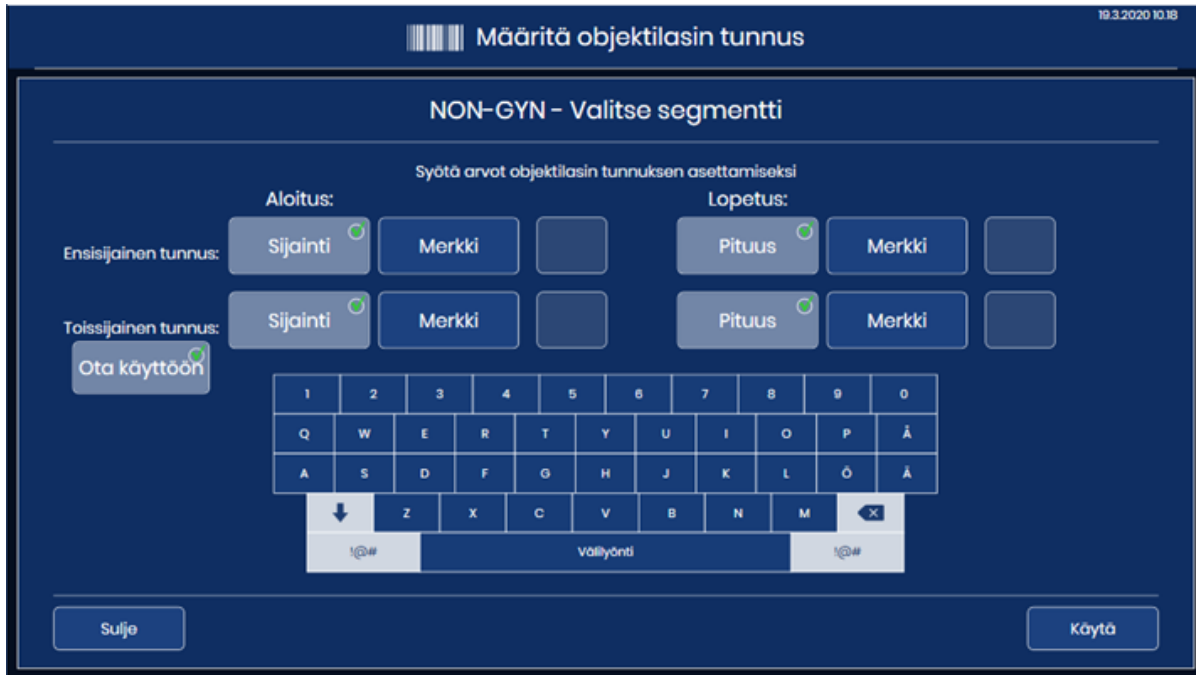 19.3.2020 10.18
Määritä objektilasin tunnus
NON-GYN - Valitse segmentti
Syötä arvot objektilasin tunnuksen asettamiseksi
Aloitus: Lopetus:
Ensisijainen tunnus: Sijainti Merkki Pituus Merkki
Toissijainen tunnus: Sijainti Merkki Pituus Merkki
Ota käyttöön
1 2 3 4 5 6 7 8 9 0
Q W E R T Y U I O P Å
A S D F G H J K L Ö Ä
Z X C V B N M
!@# Välilyönti !@#
Sulje Käytä